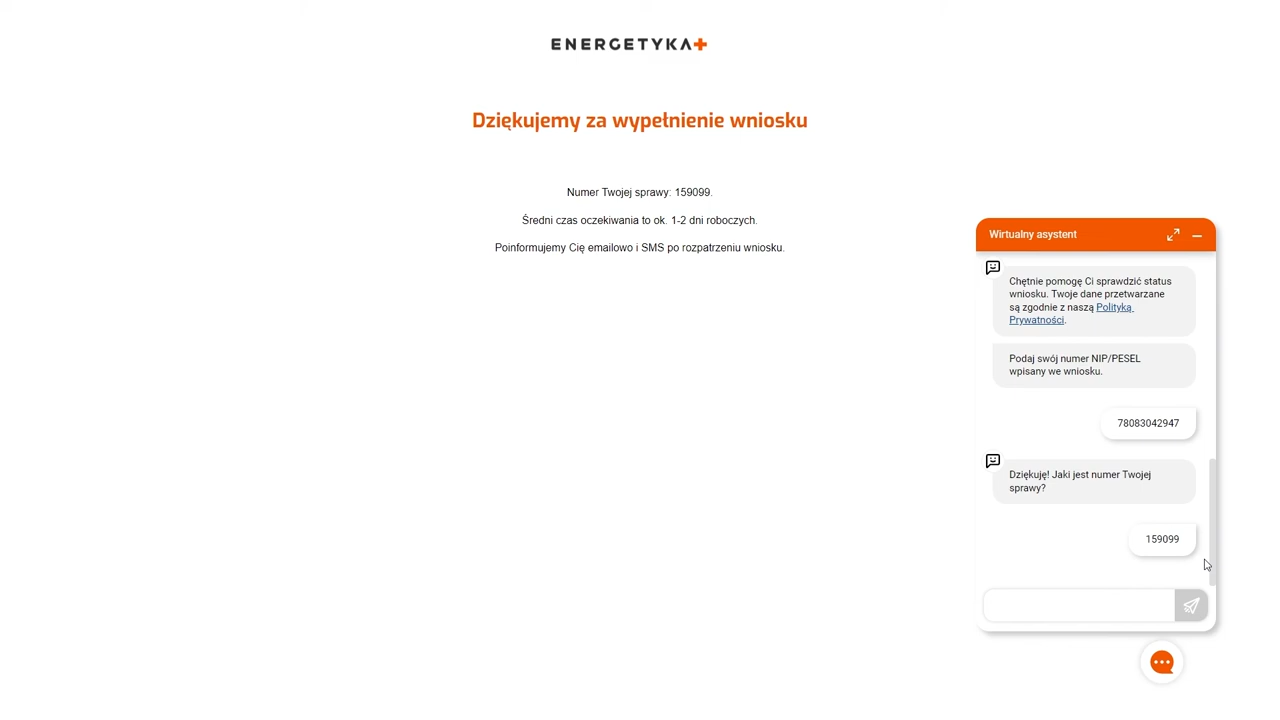 ENERGETYKA+
Dziękujemy za wypełnienie wniosku
Numer Twojej sprawy: 159099.
Średni czas oczekiwania to ok. 1-2 dni roboczych.
Poinformujemy Cię emailowo i SMS po rozpatrzeniu wniosku.
Wirtualny asystent
Chętnie pomogę Ci sprawdzić status
wniosku. Twoje dane przetwarzane
są zgodnie z naszą Polityką
Prywatności.
Podaj swój numer NIP/PESEL
wpisany we wniosku.
78083042947
Dziękuję! Jaki jest numer Twojej
sprawy?
159099